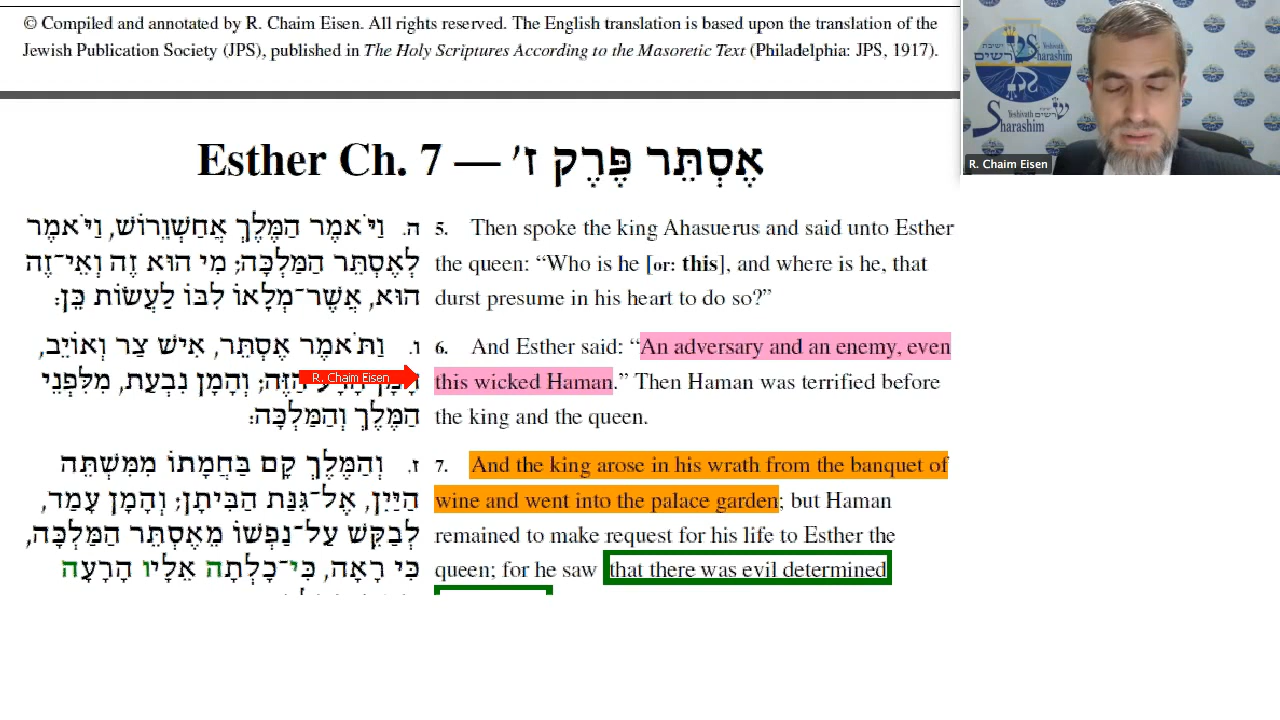 © Compiled and annotated by R. Chaim Eisen. All rights reserved. The English translation is based upon the translation of the
Jewish Publication Society (JPS), published in The Holy Scriptures According to the Masoretic Text (Philadelphia: JPS, 1917).
Esther Ch. 7 — אֶסְתֵּר פֶּרֶק ז׳
ה. וַיֹּאמֶר הַמֶּלֶךְ אֲחַשְׁוֵרוֹשׁ, וַיֹּאמֶר
לְאֶסְתֵּר הַמַּלְכָּה; מִי הוּא זֶה וְאֵי־זֶה
הוּא, אֲשֶׁר־מְלָאוֹ לִבּוֹ לַעֲשׂוֹת כֵּן:
5. Then spoke the king Ahasuerus and said unto Esther
the queen: “Who is he [or: this], and where is he, that
durst presume in his heart to do so?”
ו. וַתֹּאמֶר אֶסְתֵּר, אִישׁ צַר וְאוֹיֵב,
הַזֶּה; וְהָמָן נִבְעַת, מִלִּפְנֵי
הַמֶּלֶךְ וְהַמַּלְכָּה:
R. Chaim Eisen
6. And Esther said: “An adversary and an enemy, even
this wicked Haman.” Then Haman was terrified before
the king and the queen.
ז. וְהַמֶּלֶךְ קָם בַּחֲמָתוֹ מִמִּשְׁתֵּה
הַיַּיִן, אֶל־גִּנַּת הַבִּיתָן; וְהָמָן עָמַד,
לְבַקֵּשׁ עַל־נַפְשׁוֹ מֵאֶסְתֵּר הַמַּלְכָּה,
כִּי רָאָה, כִּי־כָלְתָה אֵלָיו הָרָעָה
7. And the king arose in his wrath from the banquet of
wine and went into the palace garden; but Haman
remained to make request for his life to Esther the
queen; for he saw that there was evil determined
Yeshivath
Sharashim
ישיבת
שרשים
Yeshivath
Sharashim
R. Chaim Eisen